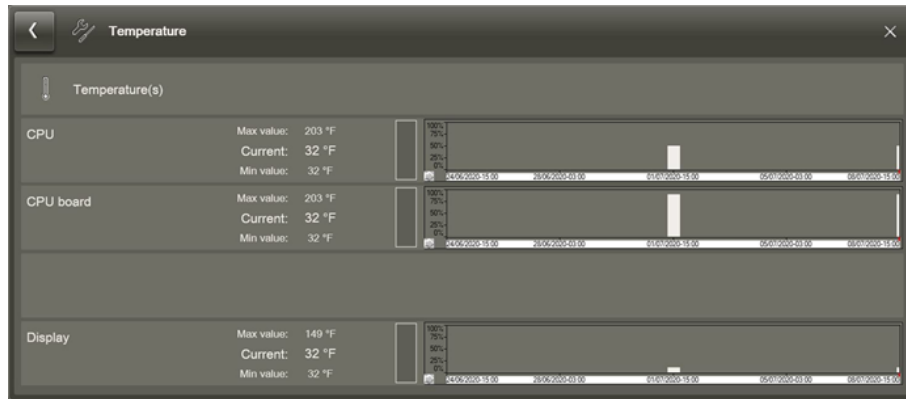 Temperature
Temperature(s)
CPU
Max value: 203 °F
Current: 32 °F
Min value: 32 °F
100%
75%
50%
25%
0%
24/06/2020-15:00 28/06/2020-03:00 01/07/2020-15:00 05/07/2020-03:00 08/07/2020-15:00
CPU board
Max value: 203 °F
Current: 32 °F
Min value: 32 °F
100%
75%
50%
25%
0%
24/06/2020-15:00 28/06/2020-03:00 01/07/2020-15:00 05/07/2020-03:00 08/07/2020-15:00
Display
Max value: 149 °F
Current: 32 °F
Min value: 32 °F
100%
75%
50%
25%
0%
24/06/2020-15:00 28/06/2020-03:00 01/07/2020-15:00 05/07/2020-03:00 08/07/2020-15:00